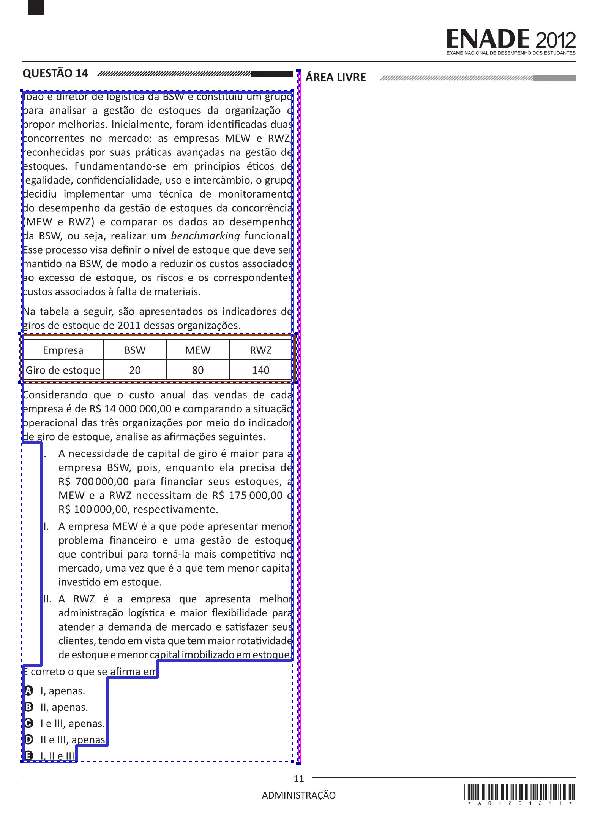 ENADE 2012
EXAME NACIONAL DE DESEMPENHO DOS ESTUDANTES
QUESTÃO 14
João é diretor de logística da BSW e constituiu um grupo
para analisar a gestão de estoques da organização e
propor melhorias. Inicialmente, foram identificadas duas
concorrentes no mercado: as empresas MEW e RWZ,
reconhecidas por suas práticas avançadas na gestão de
estoques. Fundamentando-se em princípios éticos de
legalidade, confidencialidade, uso e intercâmbio, o grupo
decidiu implementar uma técnica de monitoramento
do desempenho da gestão de estoques da concorrência
(MEW e RWZ) e comparar os dados ao desempenho
da BSW, ou seja, realizar um benchmarking funcional.
Esse processo visa definir o nível de estoque que deve ser
mantido na BSW, de modo a reduzir os custos associados
ao excesso de estoque, os riscos e os correspondentes
custos associados à falta de materiais.
Na tabela a seguir, são apresentados os indicadores de
giros de estoque de 2011 dessas organizações.
Empresa BSW MEW RWZ
Giro de estoque 20 80 140
Considerando que o custo anual das vendas de cada
empresa é de R$ 14 000 000,00 e comparando a situação
operacional das três organizações por meio do indicador
de giro de estoque, analise as afirmações seguintes.
I. A necessidade de capital de giro é maior para a
empresa BSW, pois, enquanto ela precisa de
R$ 700 000,00 para financiar seus estoques, a
MEW e a RWZ necessitam de R$ 175 000,00 e
R$ 100 000,00, respectivamente.
II. A empresa MEW é a que pode apresentar menor
problema financeiro e uma gestão de estoque
que contribui para torná-la mais competitiva no
mercado, uma vez que é a que tem menor capital
investido em estoque.
III. A RWZ é a empresa que apresenta melhor
administração logística e maior flexibilidade para
atender a demanda de mercado e satisfazer seus
clientes, tendo em vista que tem maior rotatividade
de estoque e menor capital imobilizado em estoque.
É correto o que se afirma em
A I, apenas.
B II, apenas.
C I e III, apenas.
D II e III, apenas.
E I, II e III.
ÁREA LIVRE
11
ADMINISTRAÇÃO